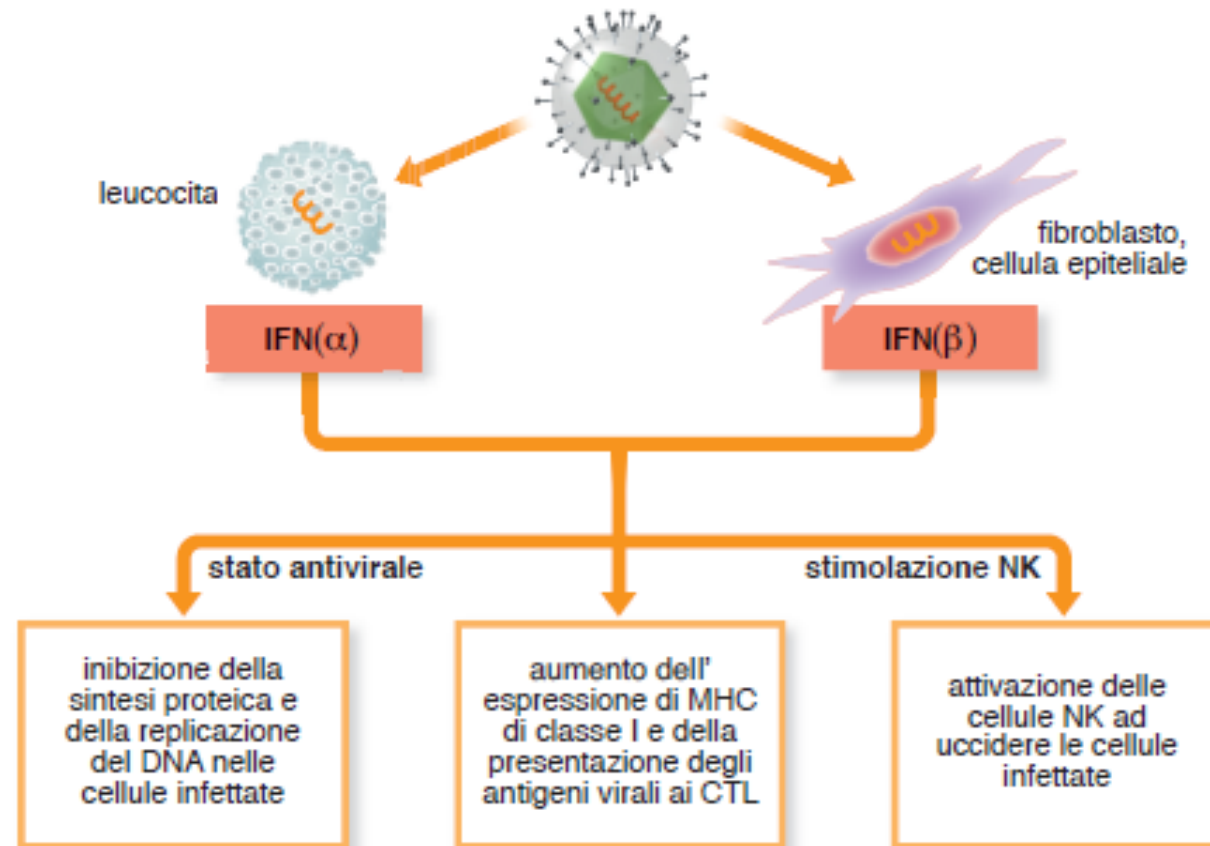 leucocita
fibroblasto,
cellula epiteliale
IFN(α)
IFN(β)
stato antivirale
stimolazione NK
inibizione della
sintesi proteica e
della replicazione
del DNA nelle
cellule infettate
aumento dell'
espressione di MHC
di classe I e della
presentazione degli
antigeni virali ai CTL
attivazione delle
cellule NK ad
uccidere le cellule
infettate